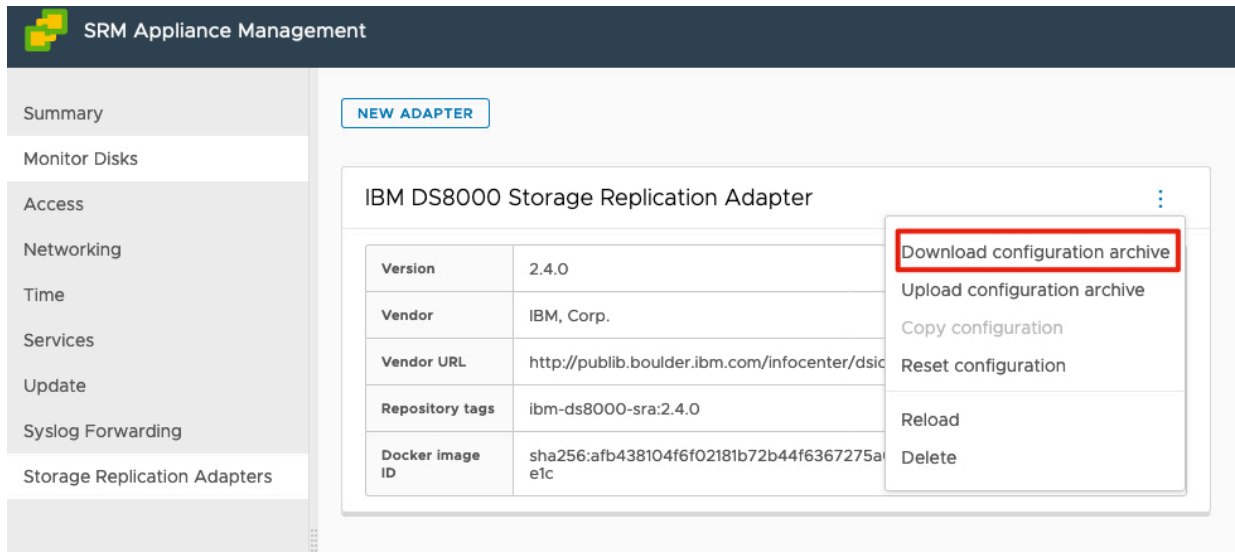 SRM Appliance Management
Summary
Monitor Disks
Access
Networking
Time
Services
Update
Syslog Forwarding
Storage Replication Adapters
NEW ADAPTER
IBM DS8000 Storage Replication Adapter
Version 2.4.0
Vendor IBM, Corp.
Vendor URL http://publib.boulder.ibm.com/infocenter/dsic
Repository tags ibm-ds8000-sra:2.4.0
Docker image sha256:afb438104f6f02181b72b44f6367275a
ID e1c
Download configuration archive
Upload configuration archive
Copy configuration
Reset configuration
Reload
Delete